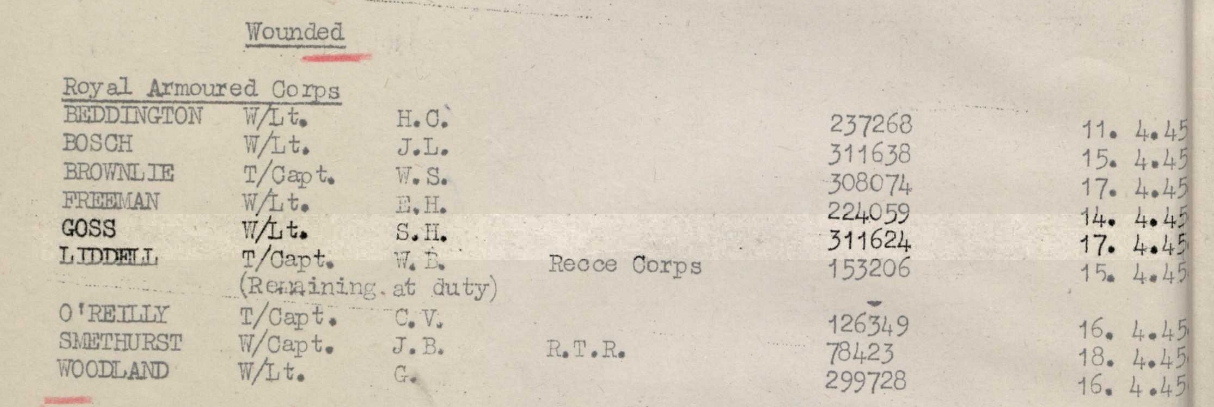 Wounded
Royal Armoured Corps
BEDDINGTON W/Lt. H.C. 237268 11. 4.45
BOSCH W/Lt. J.L. 311638 15. 4.45
BROWNLIE T/Capt. W.S. 308074 17. 4.45
FREEMAN W/Lt. E.H. 224059 14. 4.45
GOSS W/Lt. S.H. 311624 17. 4.45
LIDDELL T/Capt. W.B. Recce Corps 153206 15. 4.45
(Remaining at duty)
O'REILLY T/Capt. C.V. 126349 16. 4.45
SMETHURST W/Capt. J.B. R.T.R. 78423 18. 4.45
WOODLAND W/Lt. G. 299728 16. 4.45